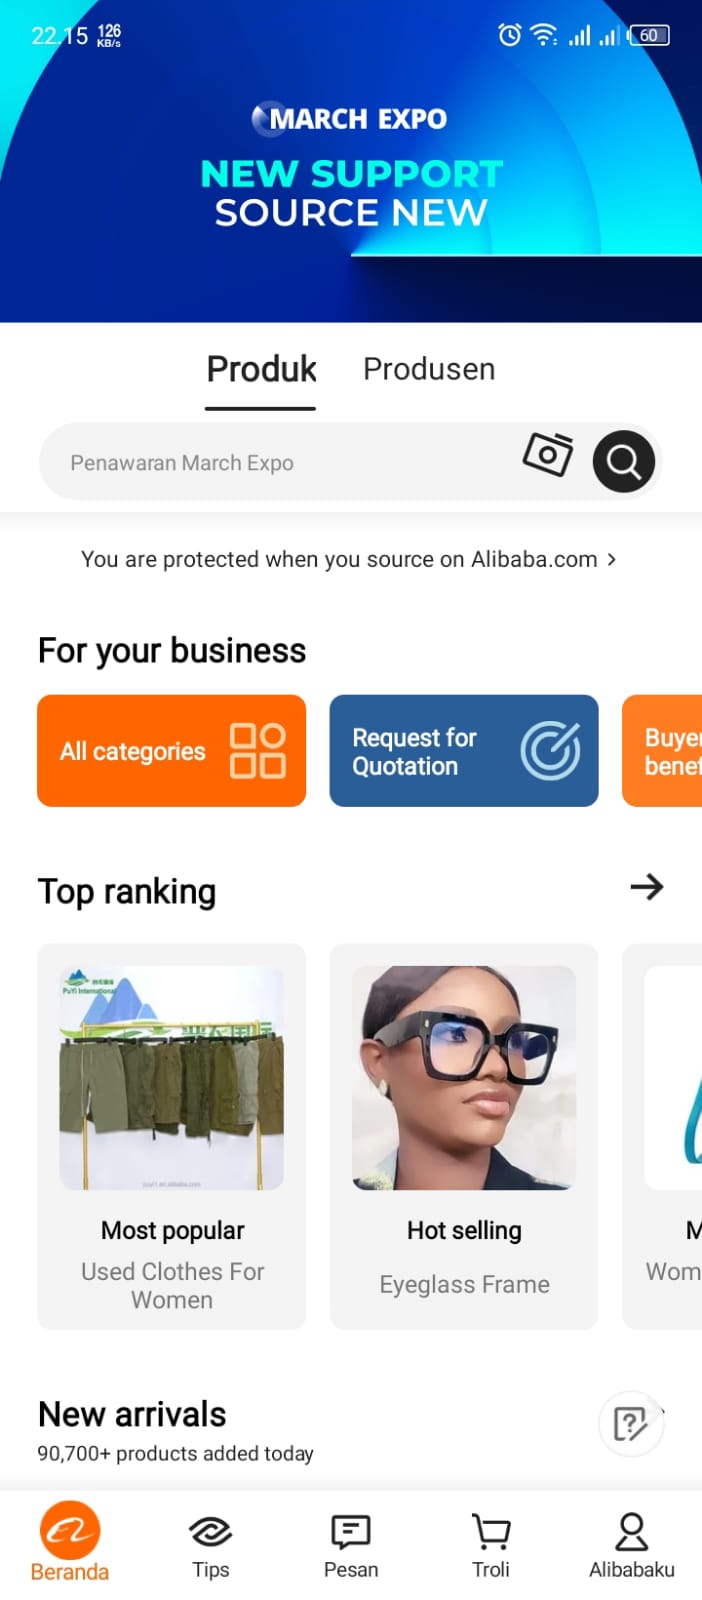 22.15 126 KB/s 60
MARCH EXPO
NEW SUPPORT
SOURCE NEW
Produk Produsen
Penawaran March Expo
You are protected when you source on Alibaba.com >
For your business
All categories
Request for
Quotation
Top ranking
PuYi International
Most popular
Used Clothes For
Women
Hot selling
Eyeglass Frame
New arrivals
90,700+ products added today
Beranda Tips Pesan Troli Alibabaku